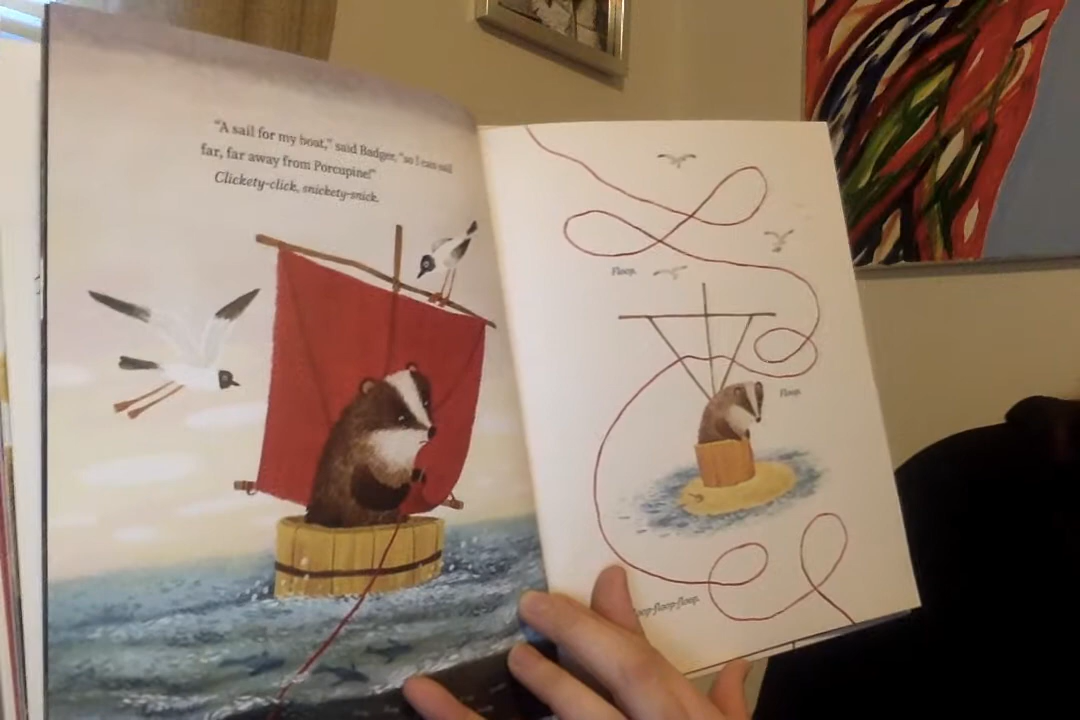 “A sail for my boat,” said Badger, “so I can sail
far, far away from Porcupine!”
Clickety-click, snickety-snick.
Floop.
Floop.
oop-floop-floop.